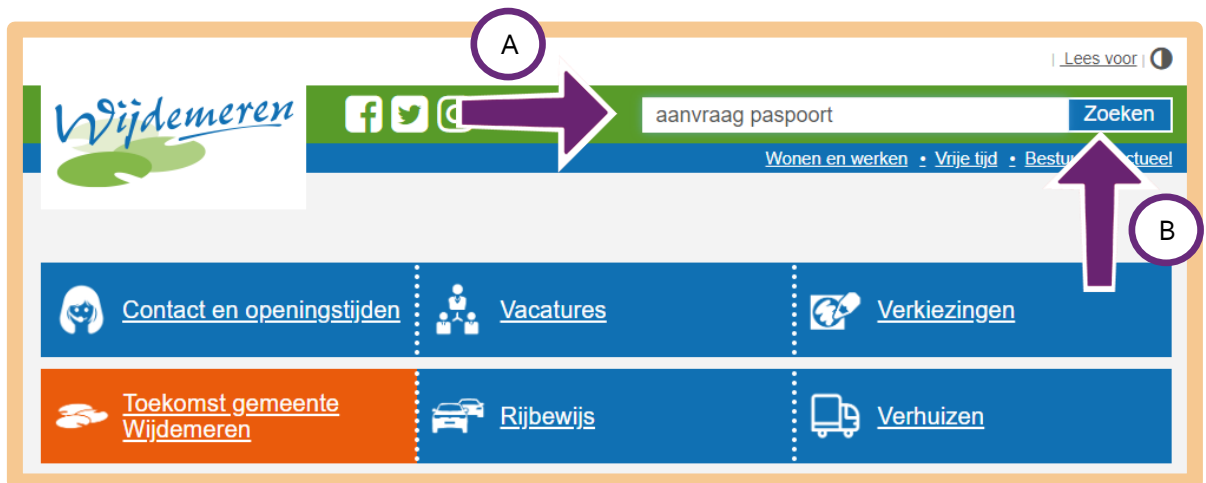 A
Lees voor
Wijdemeren
aanvraag paspoort Zoeken
Wonen en werken • Vrije tijd •
B
Contact en openingstijden
Vacatures
Verkiezingen
Toekomst gemeente
Wijdemeren
Rijbewijs
Verhuizen